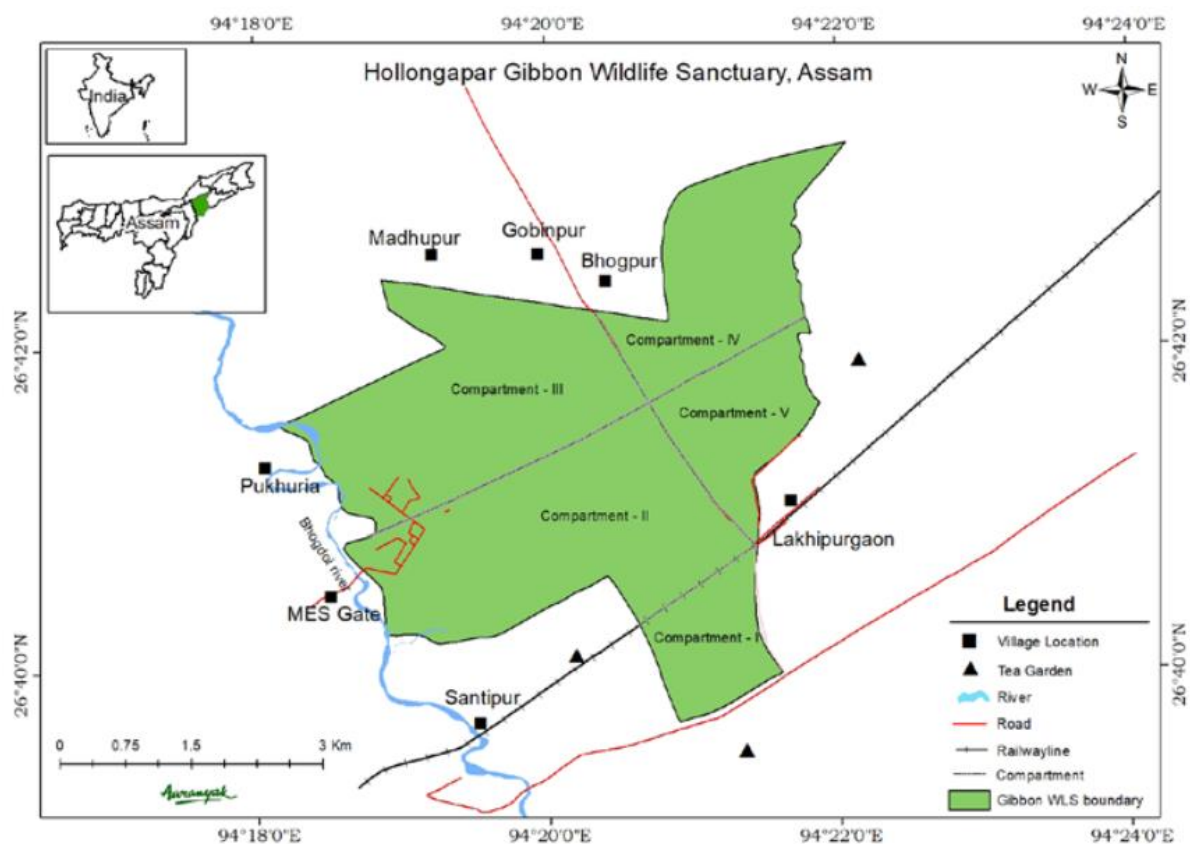 94°18'0"E 94°20'0"E 94°22'0"E 94°24'0"E
Hollongapar Gibbon Wildlife Sanctuary, Assam
N
W E
S
India
Assam
Madhupur
Gobinpur
Bhogpur
26°42'0"N
26°42'0"N
Compartment - IV
Compartment - III
Compartment - V
Pukhuria
Compartment - II
Lakhipurgaon
Bhogdoi river
MES Gate
Compartment - I
Santipur
26°40'0"N
26°40'0"N
Legend
Village Location
Tea Garden
River
Road
Railwayline
Compartment
Gibbon WLS boundary
0 0.75 1.5 3 Km
Aaranyak
94°18'0"E 94°20'0"E 94°22'0"E 94°24'0"E